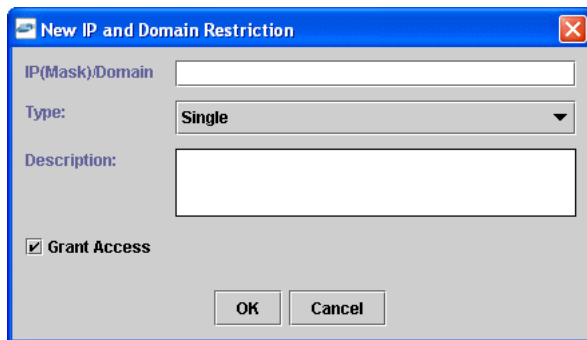 New IP and Domain Restriction
IP(Mask)/Domain
Type:
Single
Description:
Grant Access
OK
Cancel